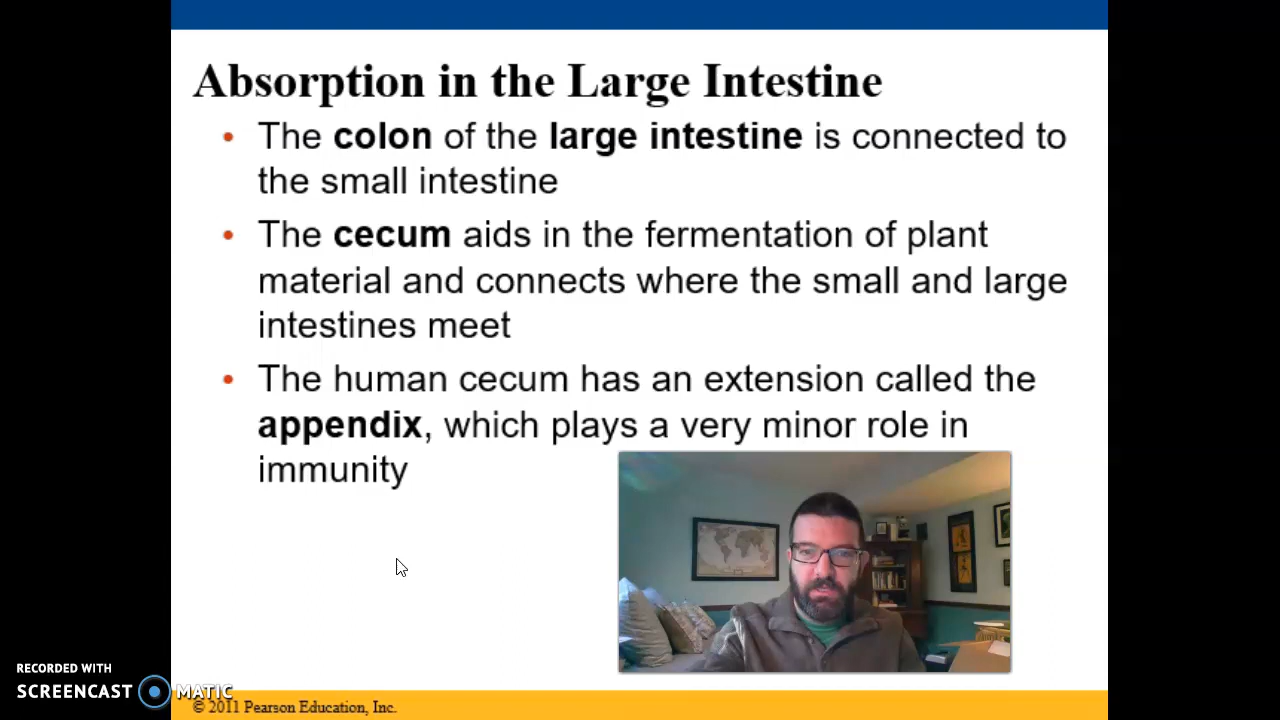 Absorption in the Large Intestine
• The colon of the large intestine is connected to
the small intestine
• The cecum aids in the fermentation of plant
material and connects where the small and large
intestines meet
• The human cecum has an extension called the
appendix, which plays a very minor role in
immunity
RECORDED WITH
SCREENCAST MATIC
© 2011 Pearson Education, Inc.